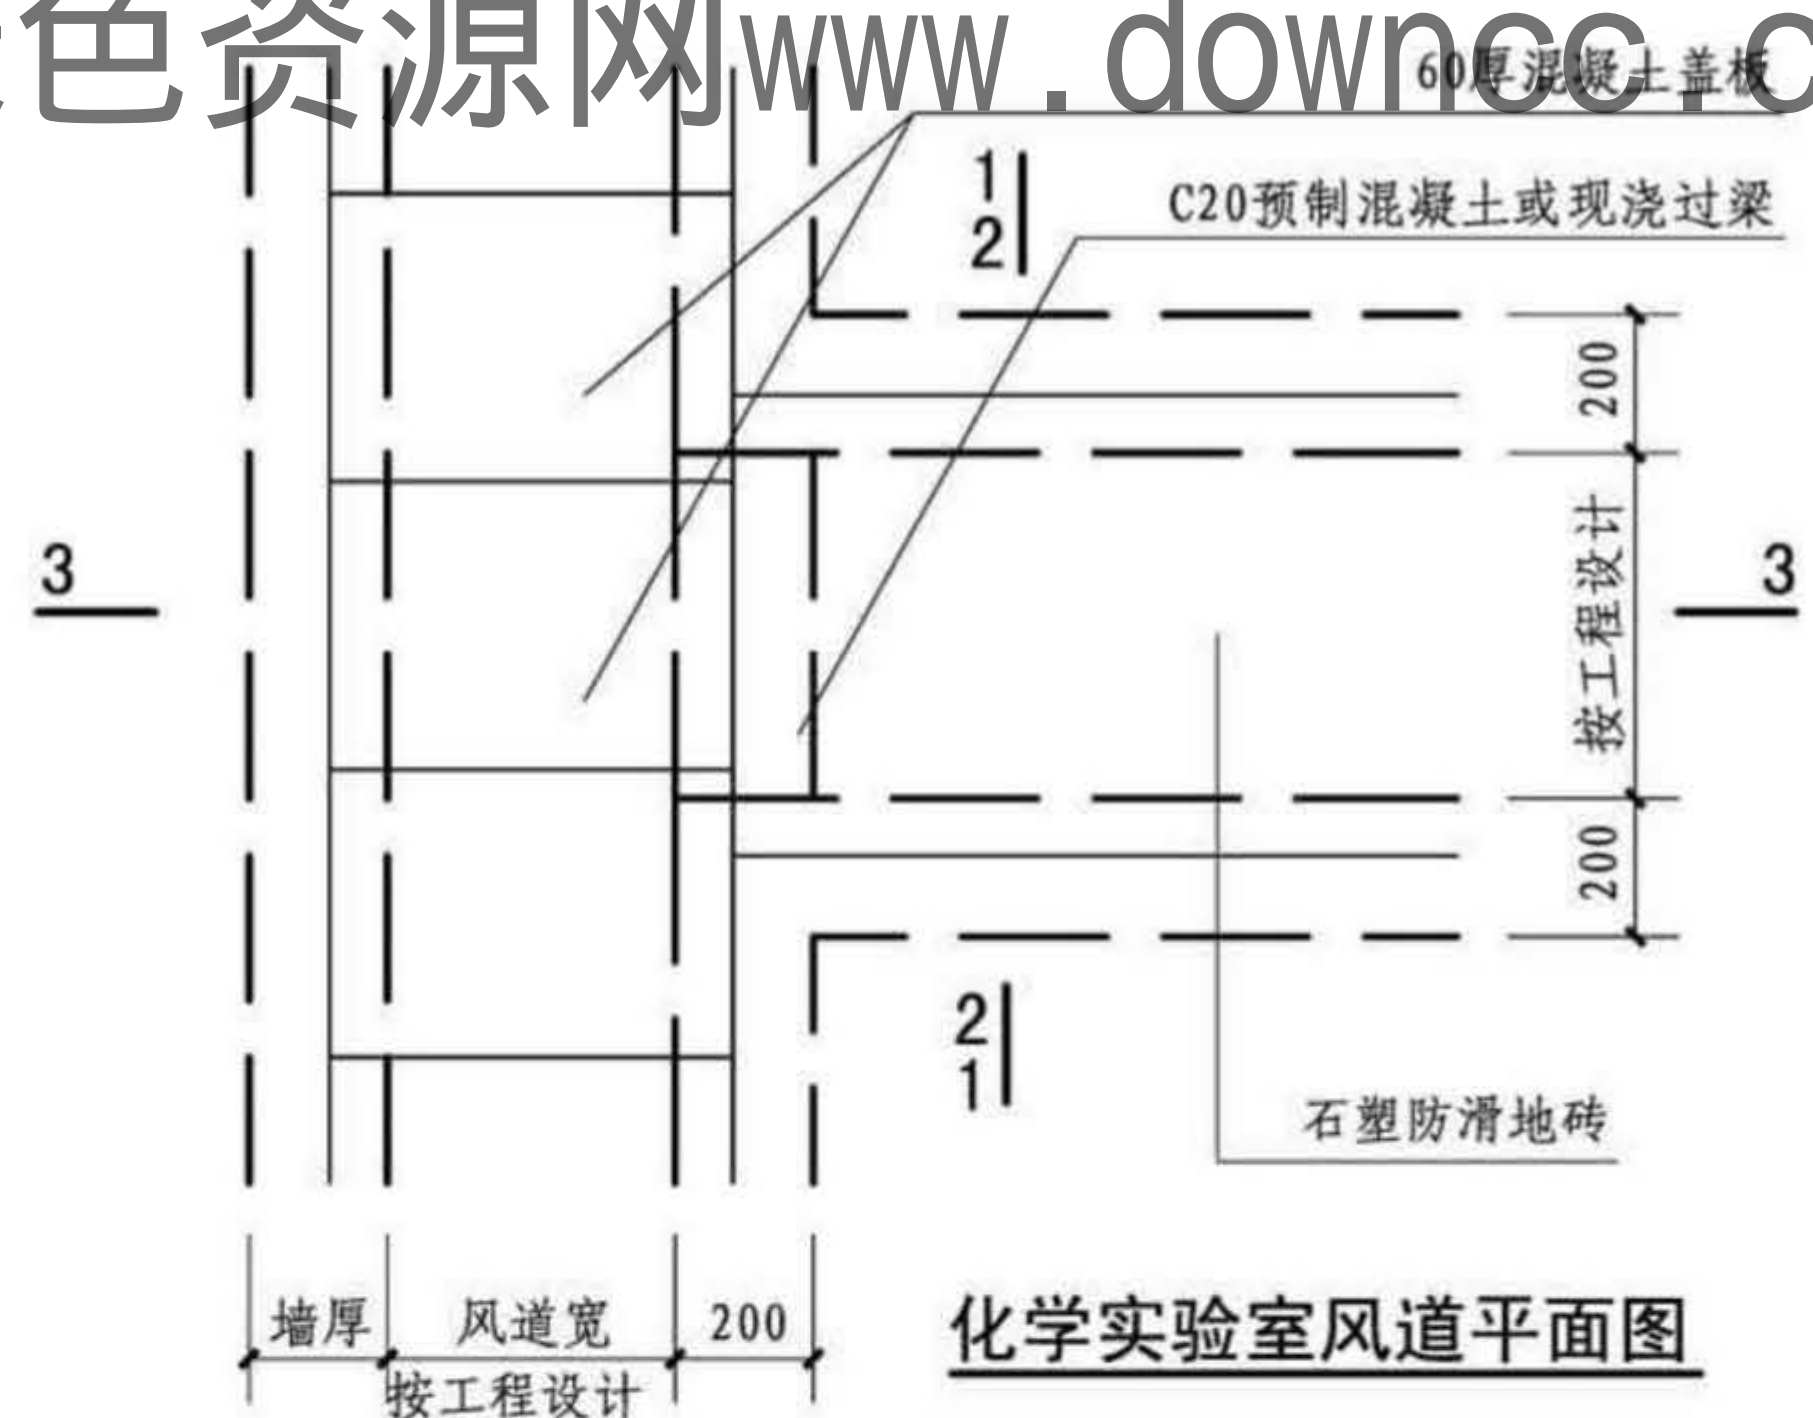 色资源网www.downcc.c
60厚混凝土盖板
1
2
C20预制混凝土或现浇过梁
200
按工程设计
3
3
200
2
1
石塑防滑地砖
墙厚
风道宽
200
按工程设计
化学实验室风道平面图